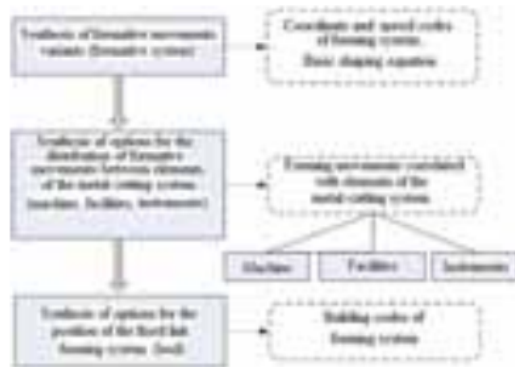 Synthesis of formative movements
variants (formative system)
Coordinate and speed codes
of forming system.
Basic shaping equation
Synthesis of options for the
distribution of formative
movements between elements
of the metal-cutting system
(machine, facilities, instruments)
Forming movements correlated
with elements of the
metal-cutting system
Machine
Facilities
Instruments
Synthesis of options for the
position of the fixed link
forming system
Building codes of
forming system